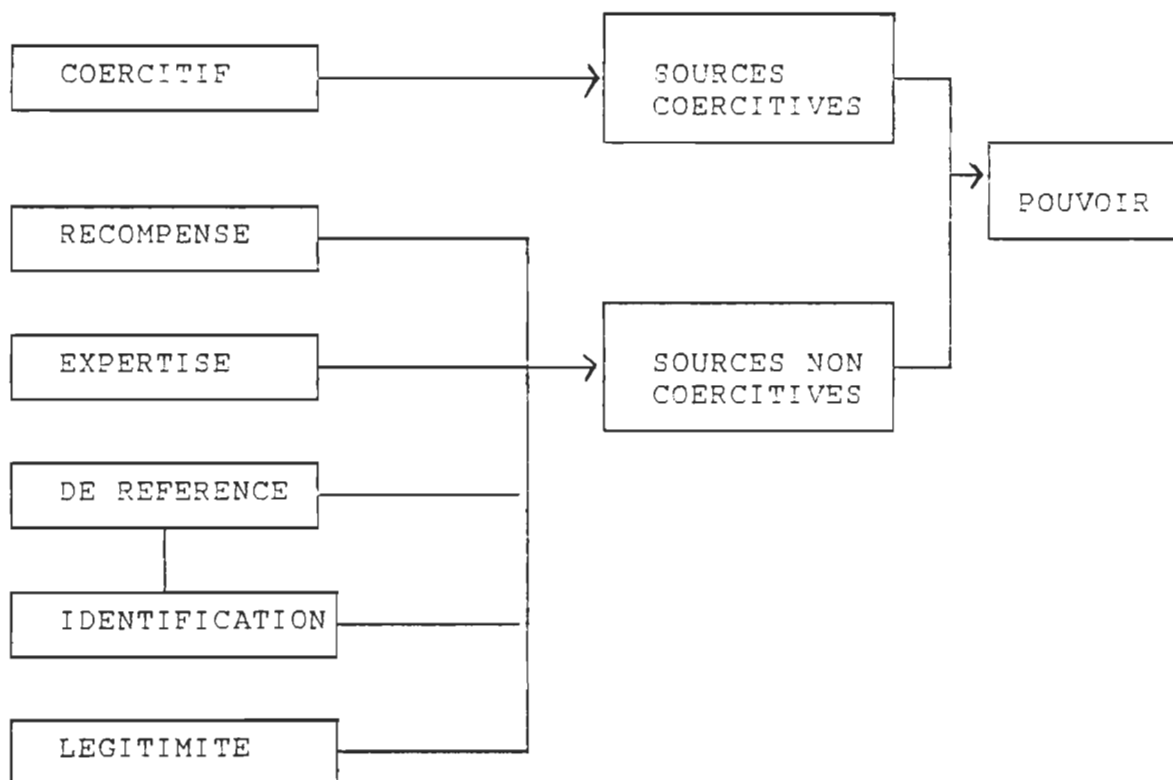 COERCITIF
SOURCES
COERCITIVES
POUVOIR
RECOMPENSE
EXPERTISE
SOURCES NON
COERCITIVES
DE REFERENCE
IDENTIFICATION
LEGITIMITE